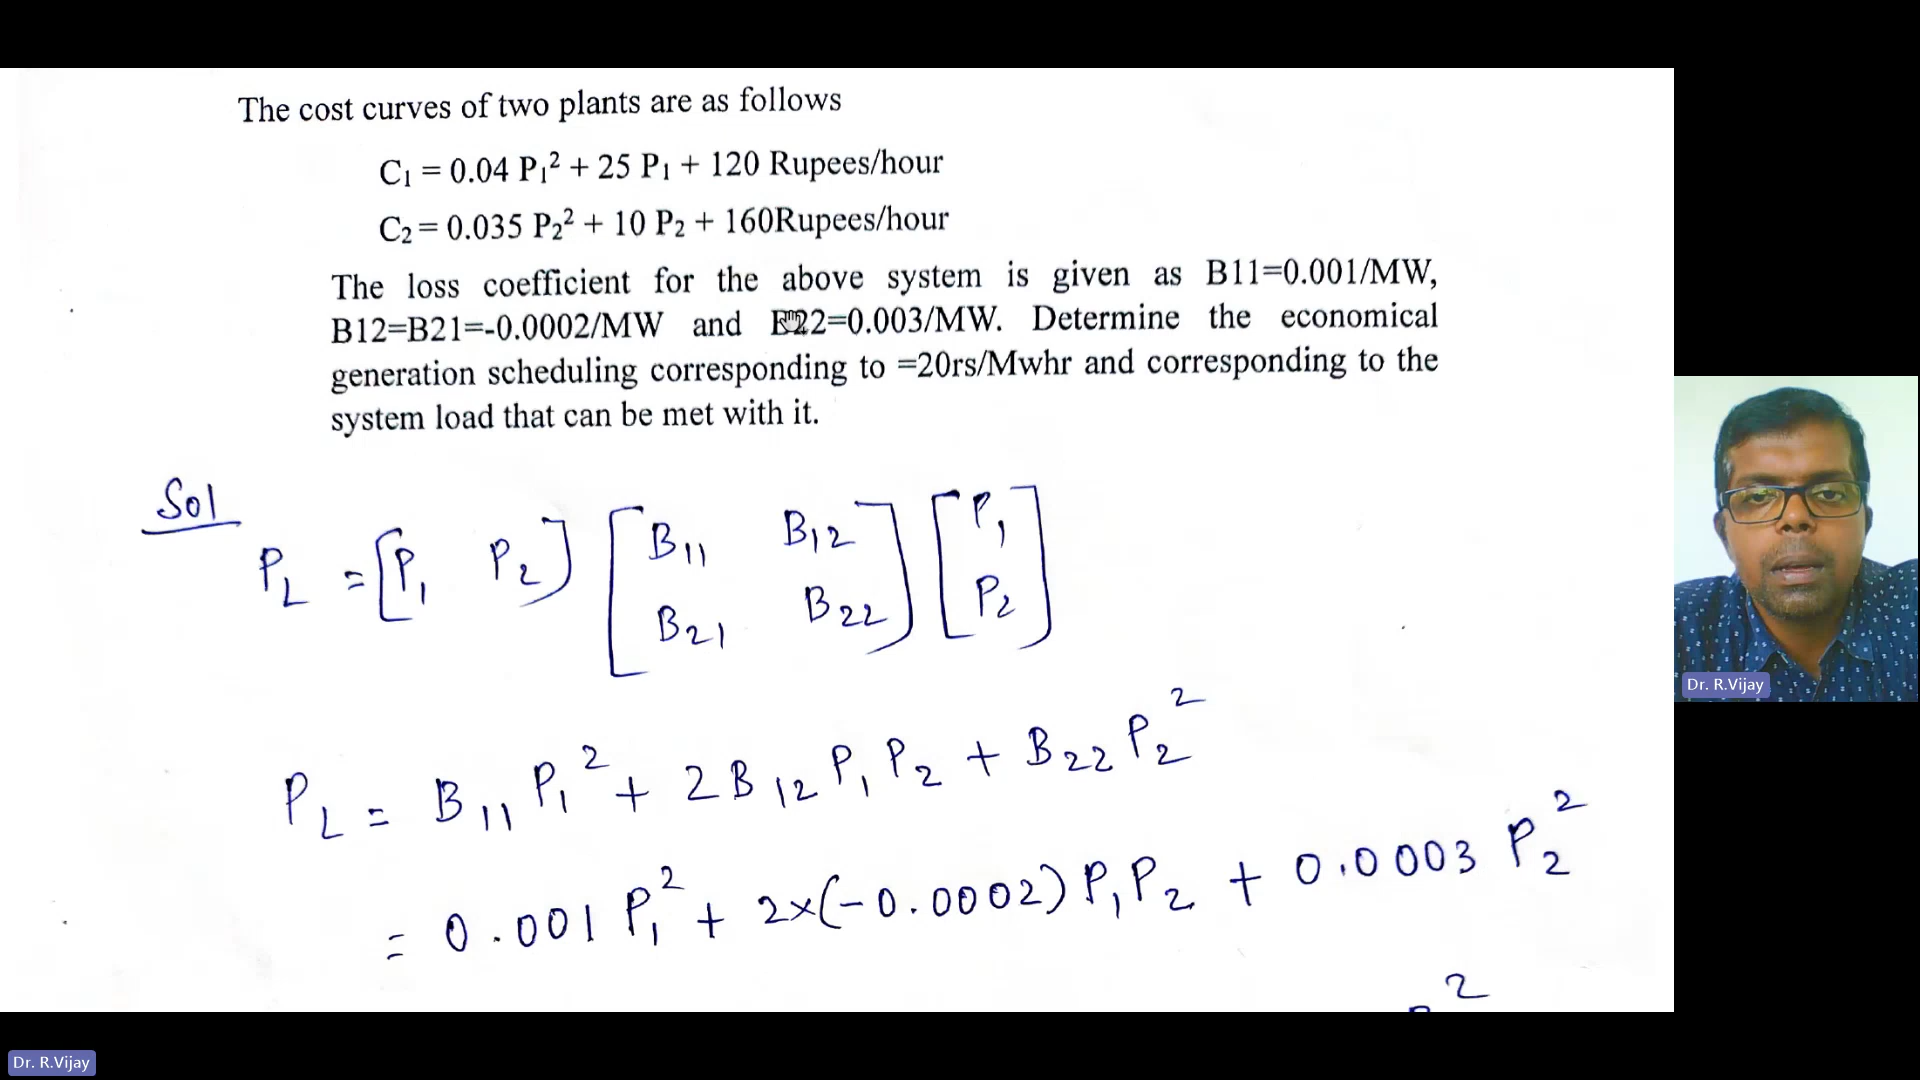 The cost curves of two plants are as follows
C₁ = 0.04 P₁² + 25 P₁ + 120 Rupees/hour
C₂ = 0.035 P₂² + 10 P₂ + 160Rupees/hour
The loss coefficient for the above system is given as B11=0.001/MW,
B12=B21=-0.0002/MW and B22=0.003/MW. Determine the economical
generation scheduling corresponding to =20rs/Mwhr and corresponding to the
system load that can be met with it.
Sol
P_L = [P₁ P₂] [B₁₁ B₁₂ B₂₁ B₂₂] [P₁ P₂]
P_L = B₁₁ P₁² + 2 B₁₂ P₁ P₂ + B₂₂ P₂²
= 0.001 P₁² + 2×(-0.0002) P₁P₂ + 0.0003 P₂²
2
Dr. R.Vijay
Dr. R.Vijay